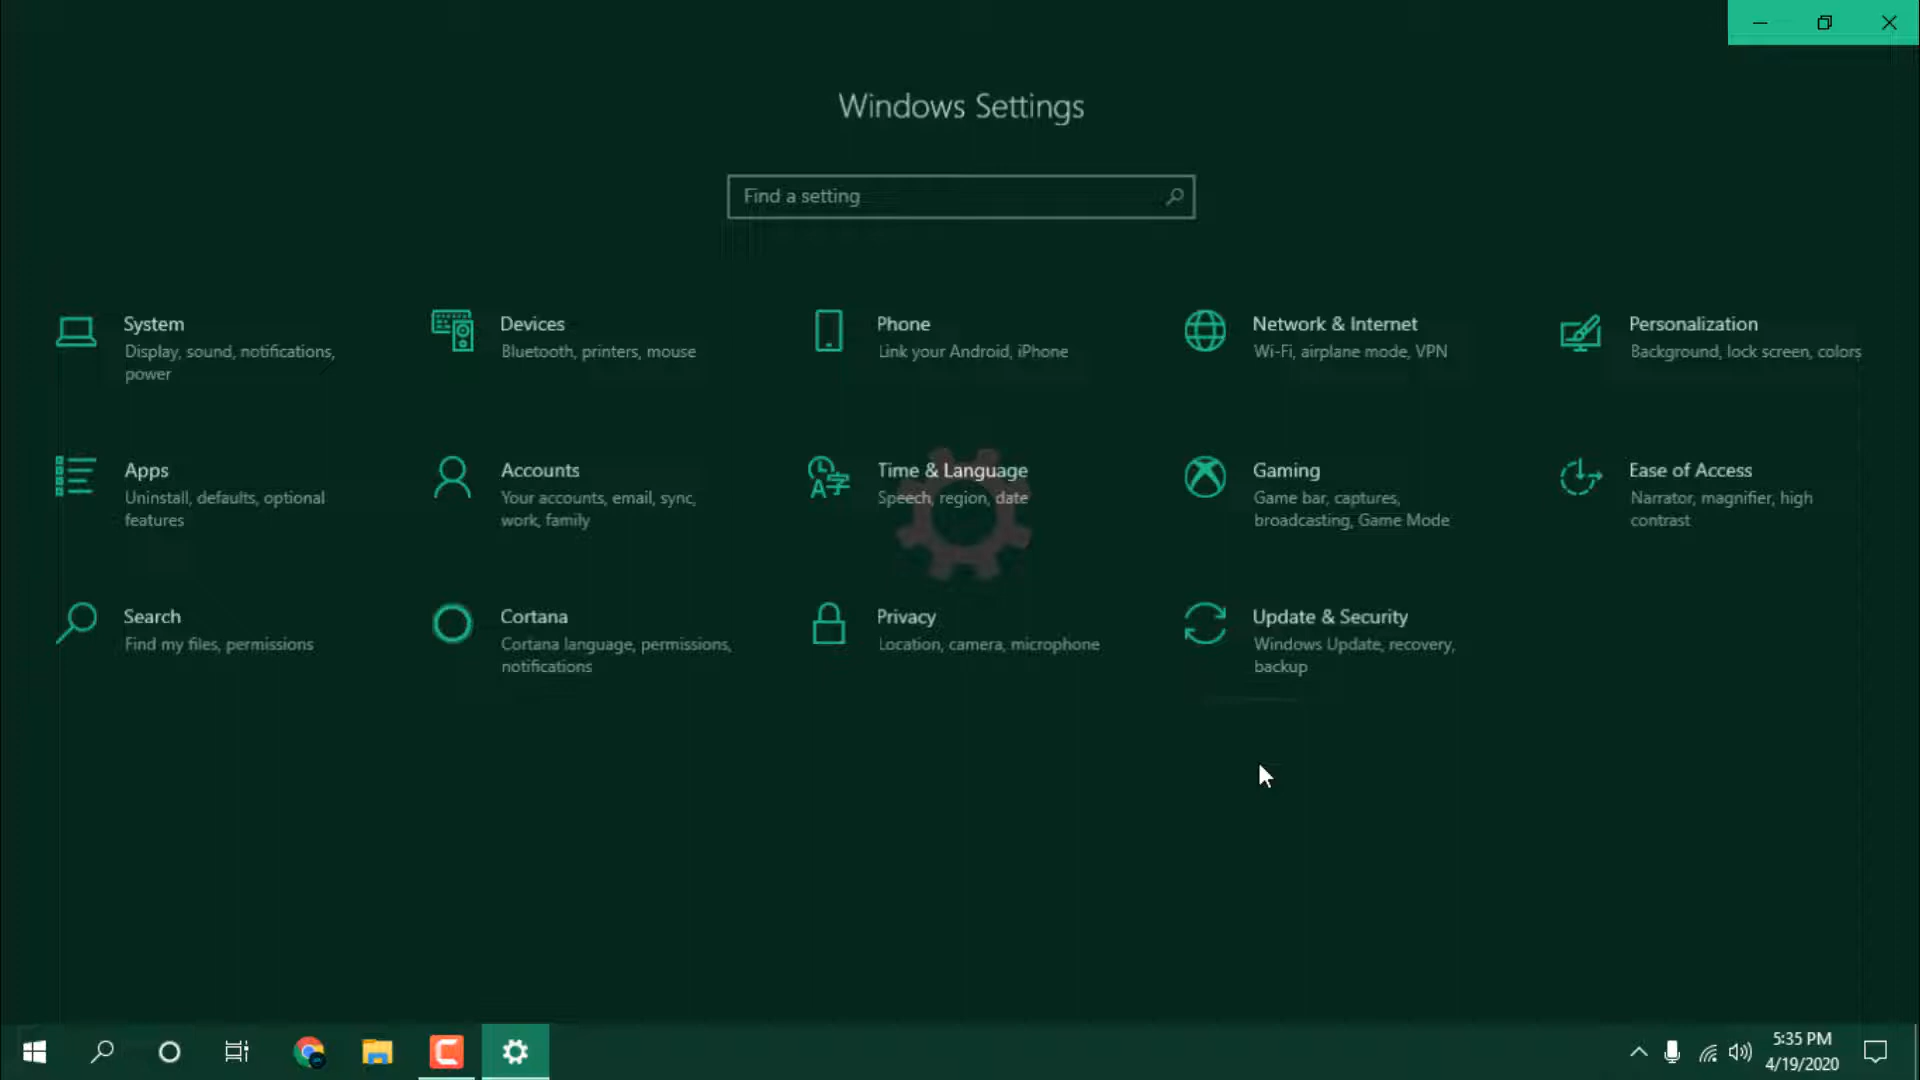 Windows Settings
Find a setting
System
Display, sound, notifications,
power
Devices
Bluetooth, printers, mouse
Phone
Link your Android, iPhone
Network & Internet
Wi-Fi, airplane mode, VPN
Personalization
Background, lock screen, colors
Apps
Uninstall, defaults, optional
features
Accounts
Your accounts, email, sync,
work, family
Time & Language
Speech, region, date
Gaming
Game bar, captures,
broadcasting, Game Mode
Ease of Access
Narrator, magnifier, high
contrast
Search
Find my files, permissions
Cortana
Cortana language, permissions,
notifications
Privacy
Location, camera, microphone
Update & Security
Windows Update, recovery,
backup
5:35 PM
4/19/2020